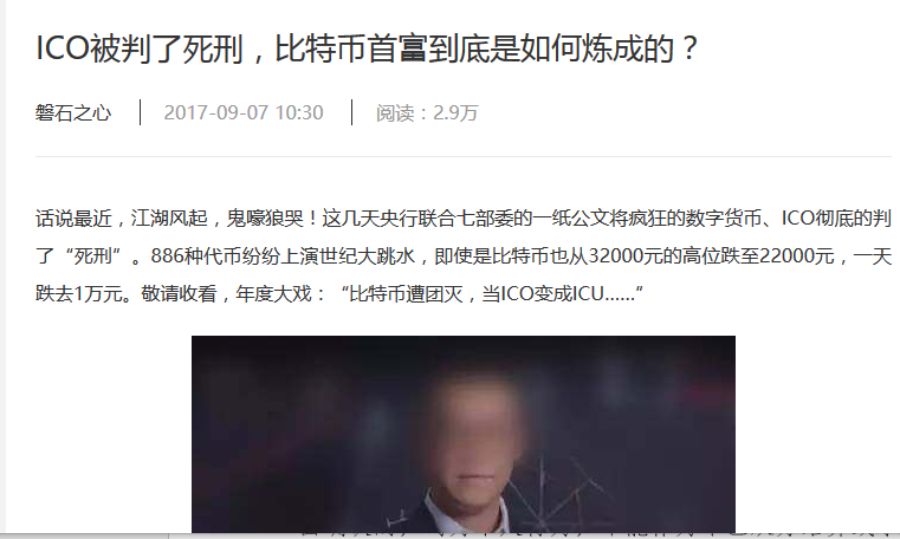 ICO被判了死刑，比特币首富到底是如何炼成的？
磐石之心 | 2017-09-07 10:30 | 阅读：2.9万
话说最近，江湖风起，鬼嚎狼哭！这几天央行联合七部委的一纸公文将疯狂的数字货币、ICO彻底的判
了“死刑”。886种代币纷纷上演世纪大跳水，即使是比特币也从32000元的高位跌至22000元，一天
跌去1万元。敬请收看，年度大戏：“比特币遭团灭，当ICO变成ICU……”